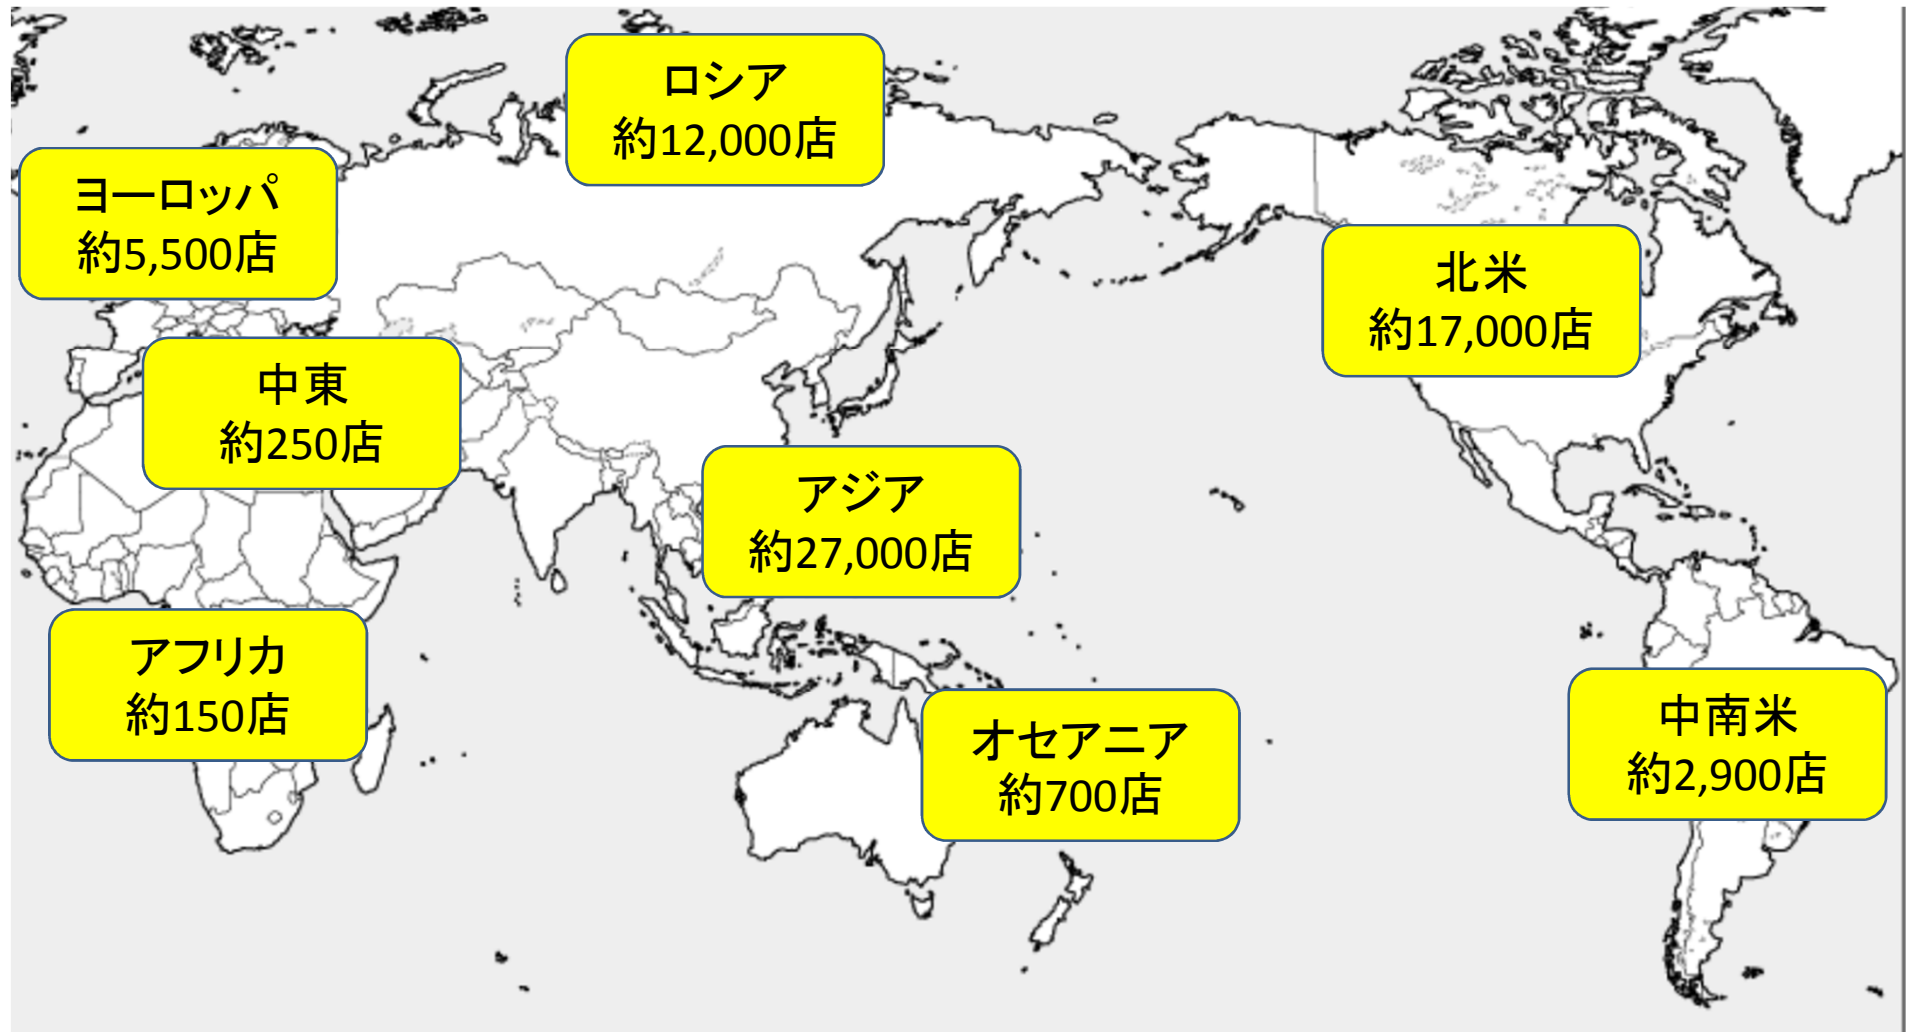 ロシア
約12,000店
ヨーロッパ
約5,500店
北米
約17,000店
中東
約250店
アジア
約27,000店
アフリカ
約150店
オセアニア
約700店
中南米
約2,900店